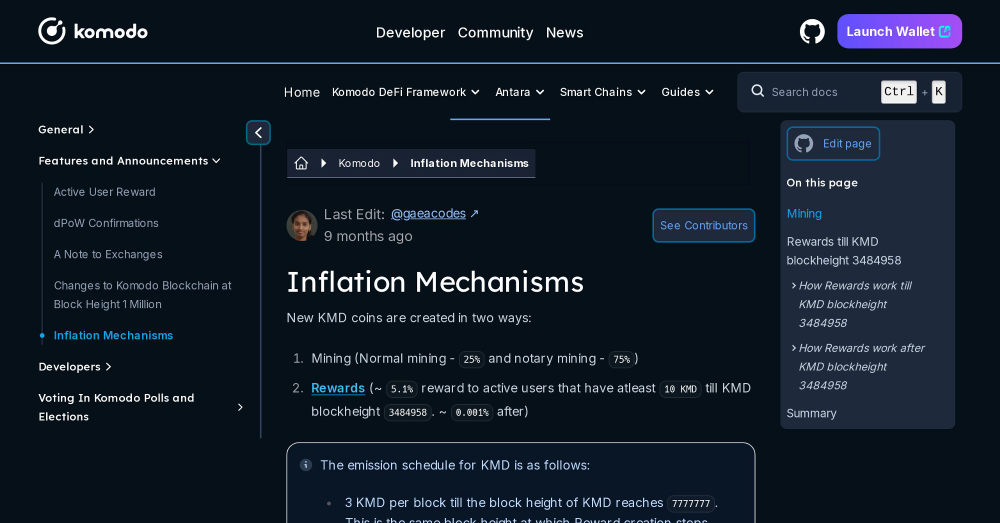 komodo
Developer Community News
Launch Wallet
Home Komodo DeFi Framework Antara Smart Chains Guides
Search docs Ctrl + K
General
Features and Announcements
Active User Reward
dPoW Confirmations
A Note to Exchanges
Changes to Komodo Blockchain at
Block Height 1 Million
Inflation Mechanisms
Developers
Voting In Komodo Polls and
Elections
Komodo Inflation Mechanisms
Last Edit: @gaeacodes ↗
9 months ago
See Contributors
Inflation Mechanisms
New KMD coins are created in two ways:
1. Mining (Normal mining - 25% and notary mining - 75% )
2. Rewards (~ 5.1% reward to active users that have atleast 10 KMD till KMD
blockheight 3484958 . ~ 0.001% after)
The emission schedule for KMD is as follows:
• 3 KMD per block till the block height of KMD reaches 7777777 .
This is the same block height at which Reward creation stops
Edit page
On this page
Mining
Rewards till KMD
blockheight 3484958
How Rewards work till
KMD blockheight
3484958
How Rewards work after
KMD blockheight
3484958
Summary